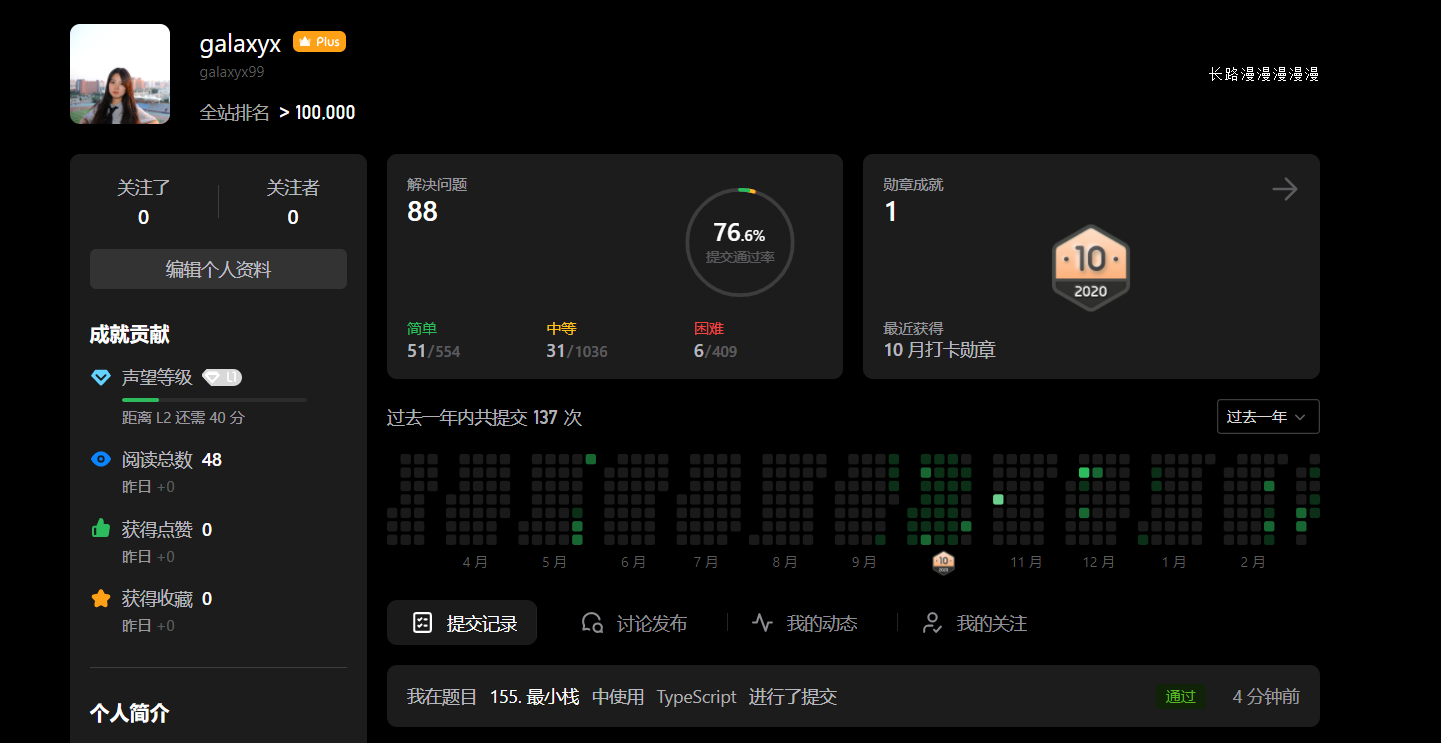 galaxyx Plus
galaxyx99
全站排名 > 100,000
长路漫漫漫漫漫
关注了 关注者
0 0
编辑个人资料
成就贡献
声望等级 L1
距离 L2 还需 40 分
阅读总数 48
昨日 +0
获得点赞 0
昨日 +0
获得收藏 0
昨日 +0
个人简介
解决问题
88
76.6%
提交通过率
简单 中等 困难
51/554 31/1036 6/409
勋章成就
1
10
2020
最近获得
10 月打卡勋章
过去一年内共提交 137 次 过去一年
4 月 5 月 6 月 7 月 8 月 9 月 10 11 月 12 月 1 月 2 月
提交记录 讨论发布 我的动态 我的关注
我在题目 155. 最小栈 中使用 TypeScript 进行了提交 通过 4 分钟前